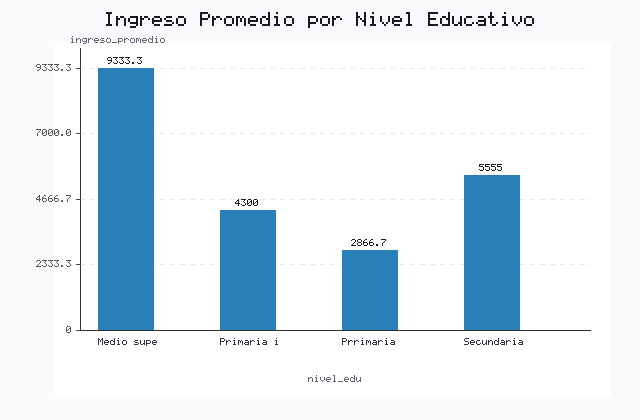 Ingreso Promedio por Nivel Educativo
ingreso_promedio
9333.3
9333.3
7000.0
4300
5555
4666.7
2866.7
2333.3
0
Medio supe Primaria i Prrimaria Secundaria
nivel_edu